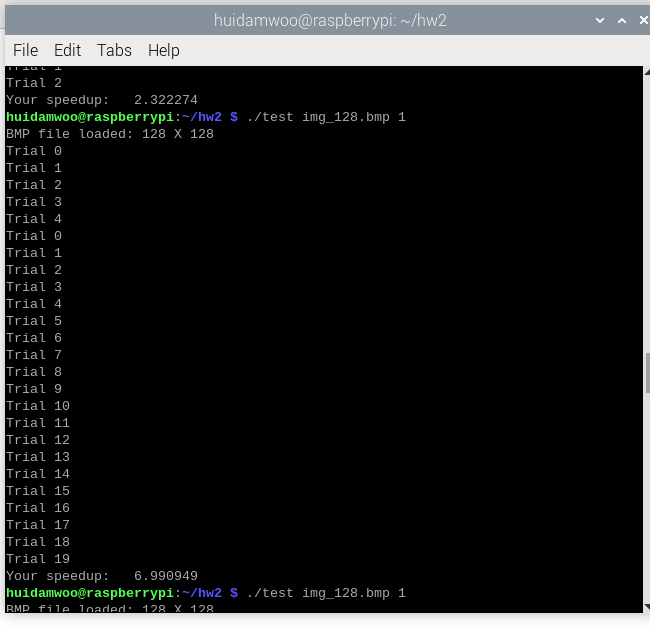 huidamwoo@raspberrypi: ~/hw2
File Edit Tabs Help
Trial 1
Trial 2
Your speedup:   2.322274
huidamwoo@raspberrypi:~/hw2 $ ./test img_128.bmp 1
BMP file loaded: 128 X 128
Trial 0
Trial 1
Trial 2
Trial 3
Trial 4
Trial 0
Trial 1
Trial 2
Trial 3
Trial 4
Trial 5
Trial 6
Trial 7
Trial 8
Trial 9
Trial 10
Trial 11
Trial 12
Trial 13
Trial 14
Trial 15
Trial 16
Trial 17
Trial 18
Trial 19
Your speedup:   6.990949
huidamwoo@raspberrypi:~/hw2 $ ./test img_128.bmp 1
BMP file loaded: 128 X 128